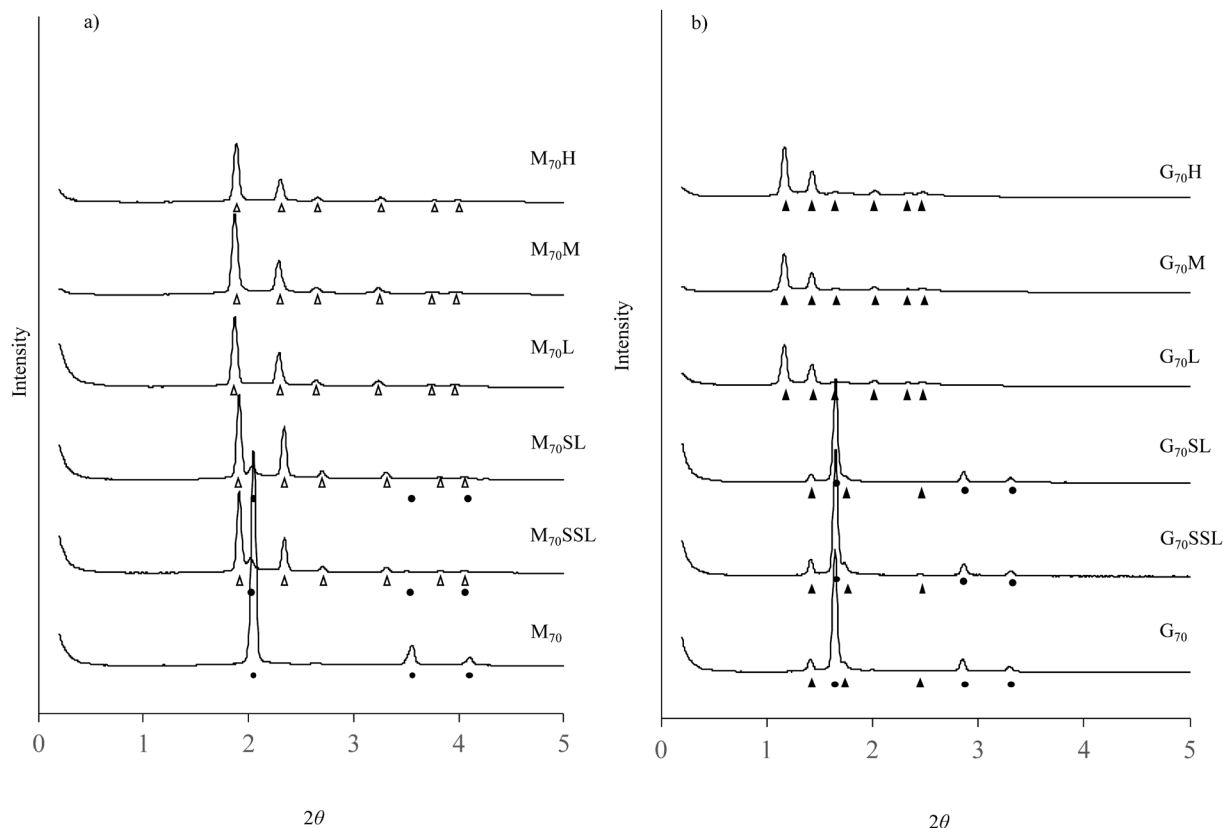 a)
Intensity
M₇₀H
M₇₀M
M₇₀L
M₇₀SL
M₇₀SSL
M₇₀
0 1 2 3 4 5
2θ
b)
Intensity
G₇₀H
G₇₀M
G₇₀L
G₇₀SL
G₇₀SSL
G₇₀
0 1 2 3 4 5
2θ